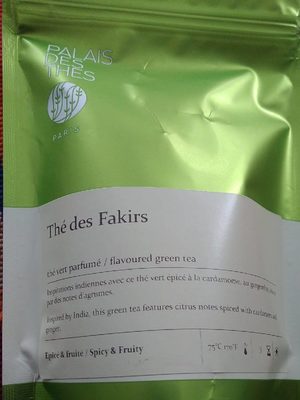 PALAIS
DES
THÉS
PARIS
Thé des Fakirs
thé vert parfumé / flavoured green tea
Inspirations indiennes avec ce thé vert épicé à la cardamome, au gingembre
par des notes d'agrumes.
Inspired by India, this green tea features citrus notes spiced with cardamom and
ginger.
Épicé & fruité / Spicy & Fruity
75°C 170°F